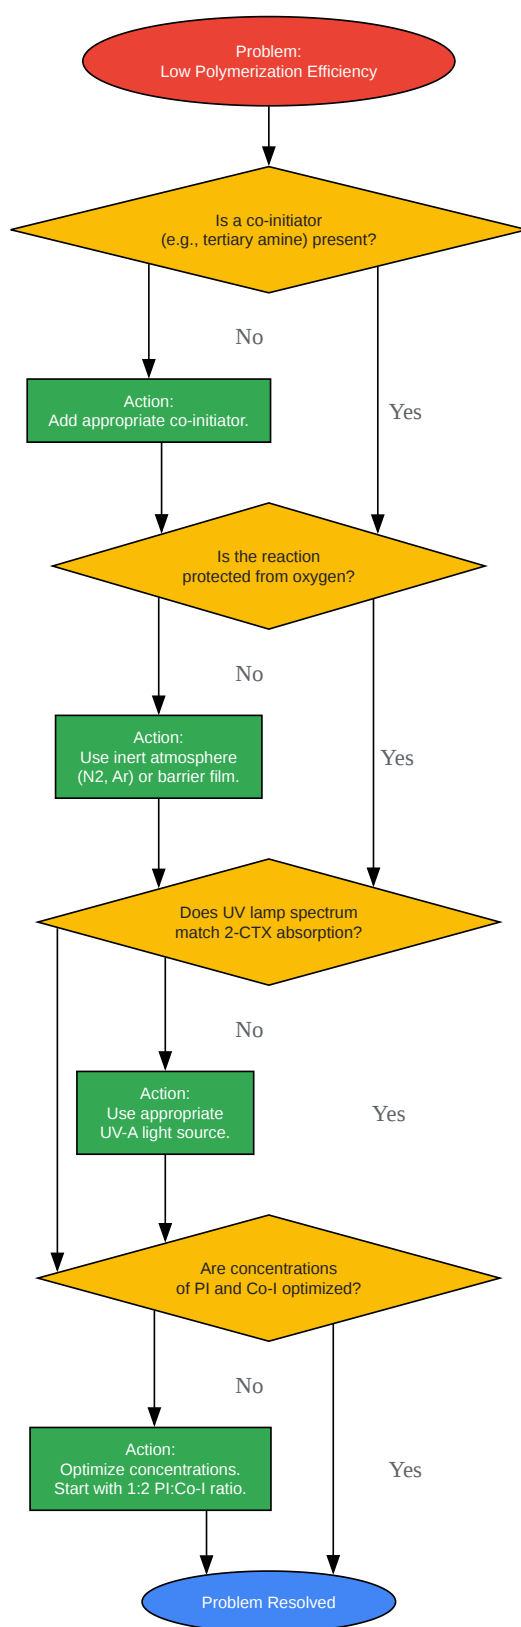 Problem:
Low Polymerization Efficiency
Is a co-initiator
(e.g., tertiary amine) present?
No
Action:
Add appropriate co-initiator.
Yes
Is the reaction
protected from oxygen?
No
Action:
Use inert atmosphere
(N2, Ar) or barrier film.
Yes
Does UV lamp spectrum
match 2-CTX absorption?
No
Action:
Use appropriate
UV-A light source.
Yes
Are concentrations
of PI and Co-I optimized?
No
Action:
Optimize concentrations.
Start with 1:2 PI:Co-I ratio.
Yes
Problem Resolved